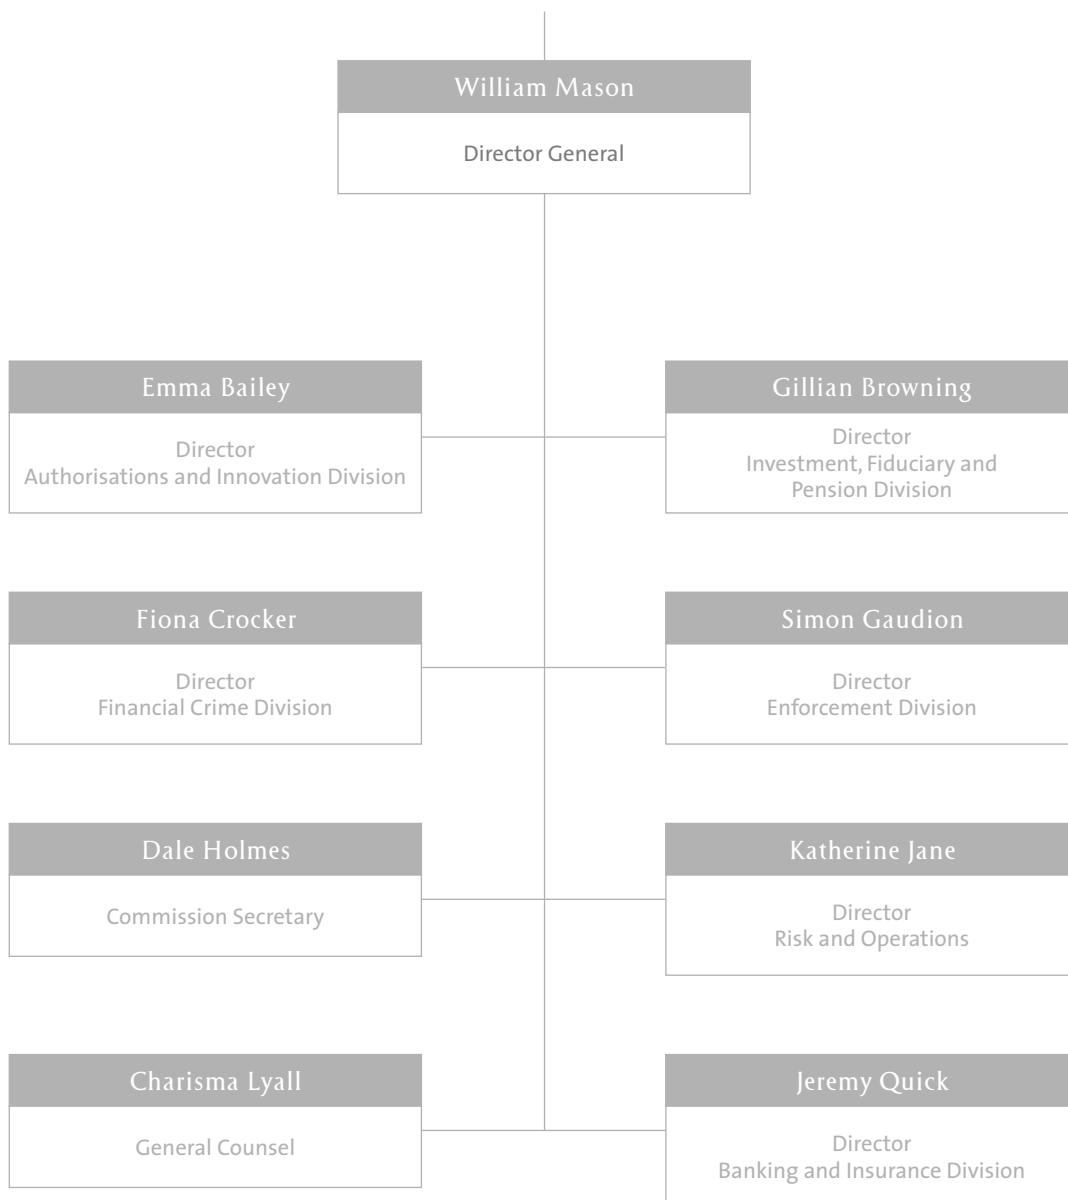 William Mason
Director General
Emma Bailey
Director
Authorisations and Innovation Division
Gillian Browning
Director
Investment, Fiduciary and
Pension Division
Fiona Crocker
Director
Financial Crime Division
Simon Gaudion
Director
Enforcement Division
Dale Holmes
Commission Secretary
Katherine Jane
Director
Risk and Operations
Charisma Lyall
General Counsel
Jeremy Quick
Director
Banking and Insurance Division